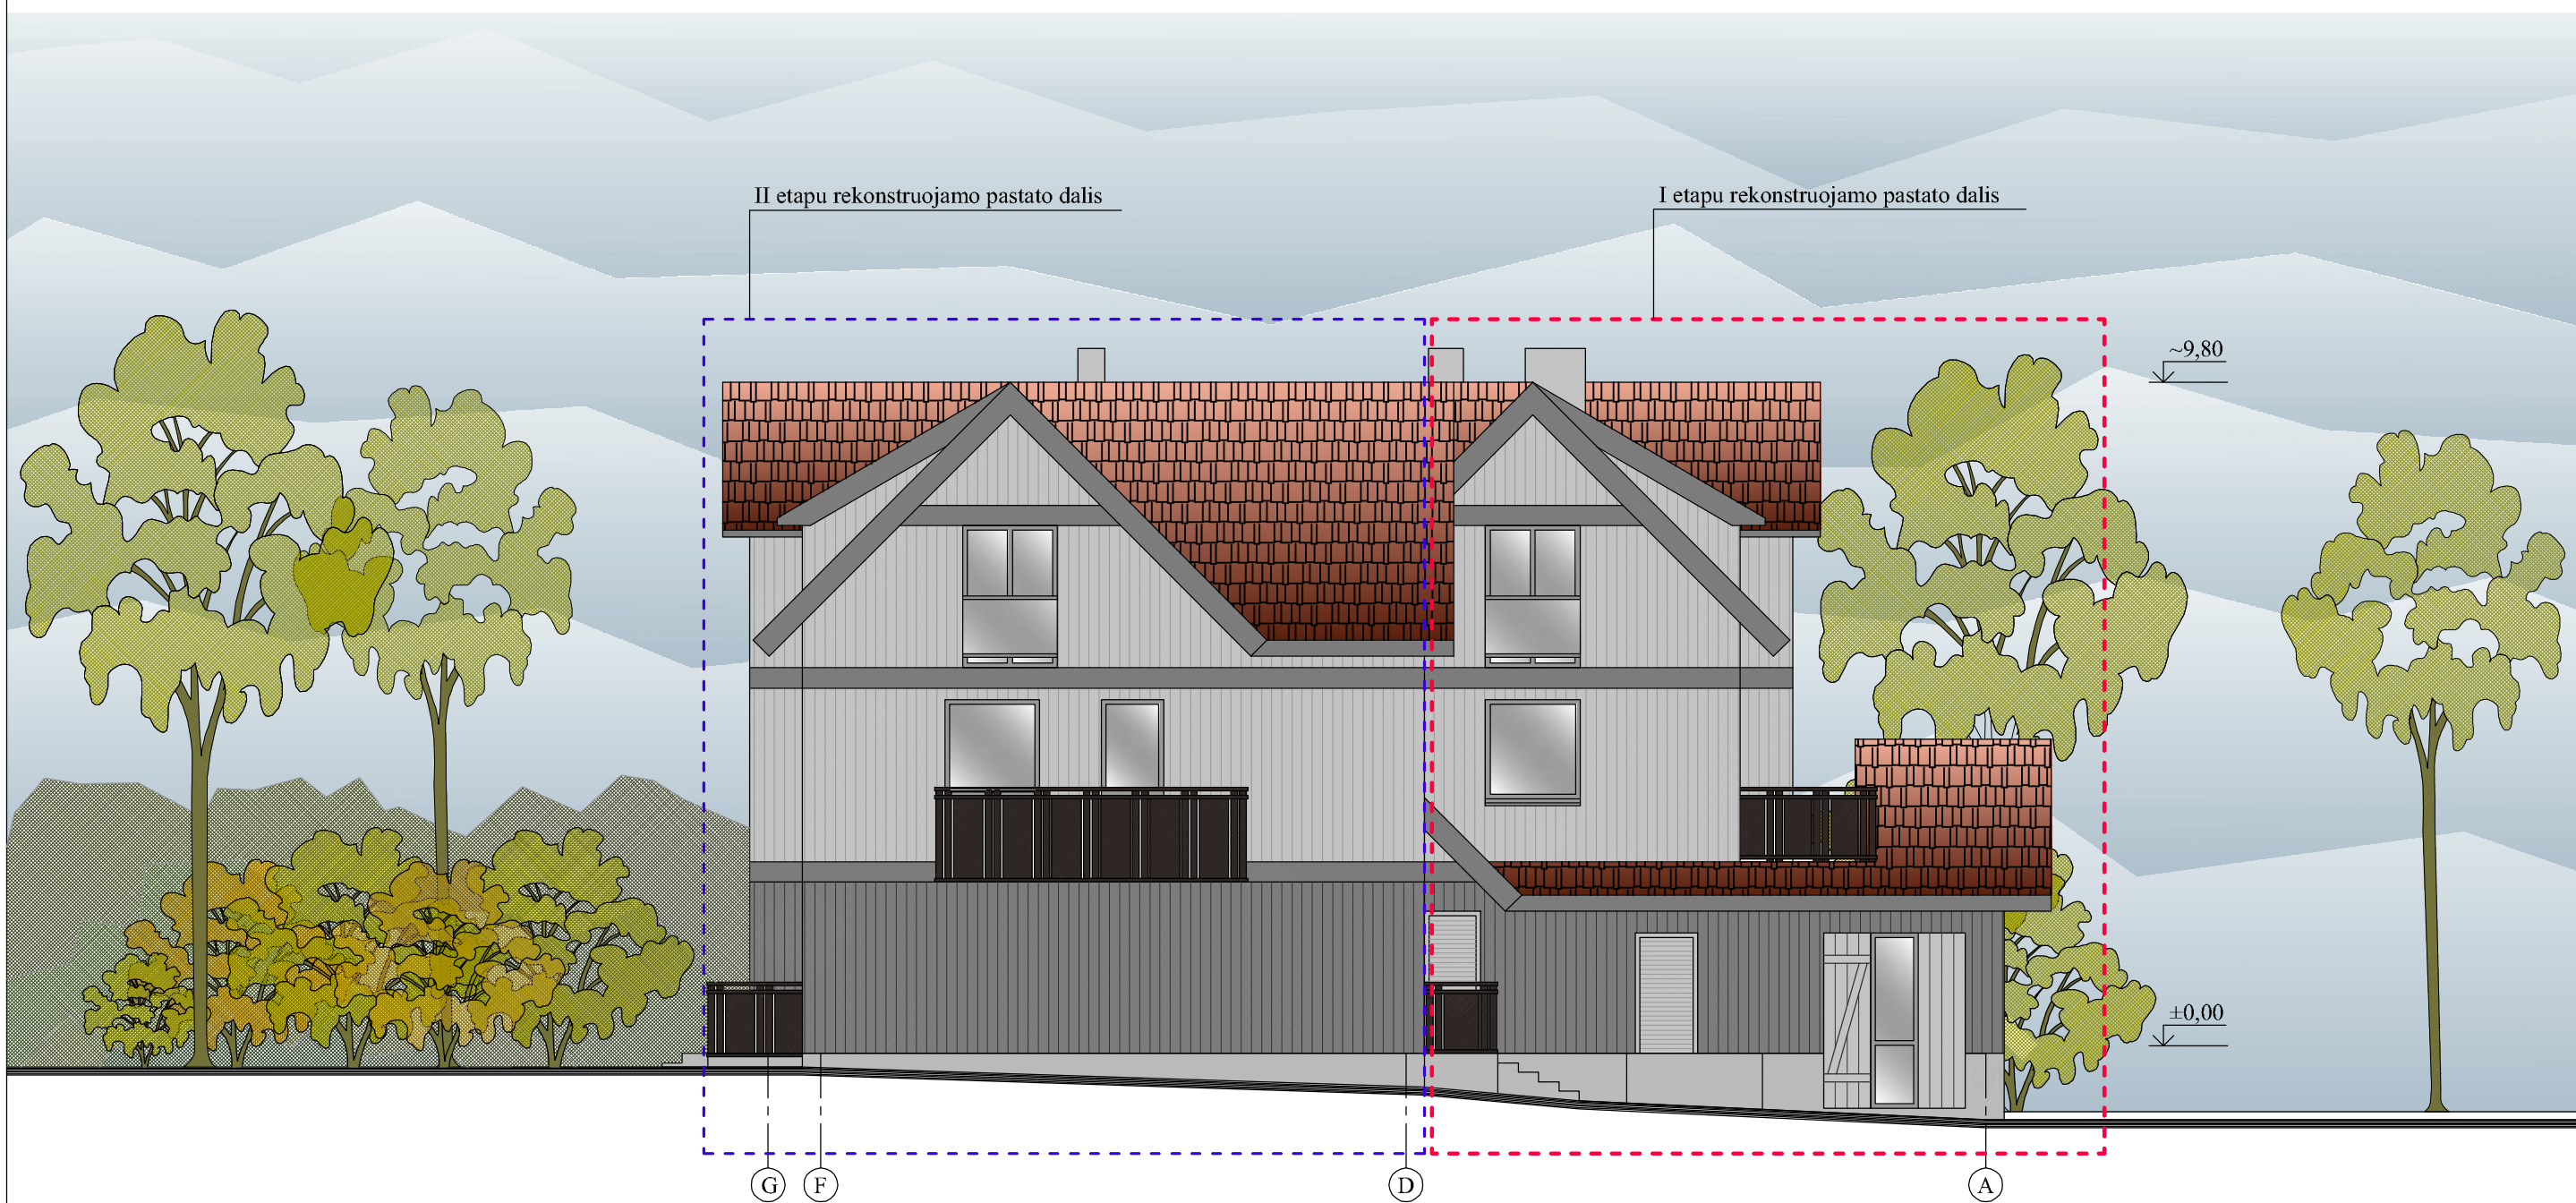 II etapu rekonstruojamo pastato dalis
I etapu rekonstruojamo pastato dalis
~9,80
±0,00
G
F
D
A